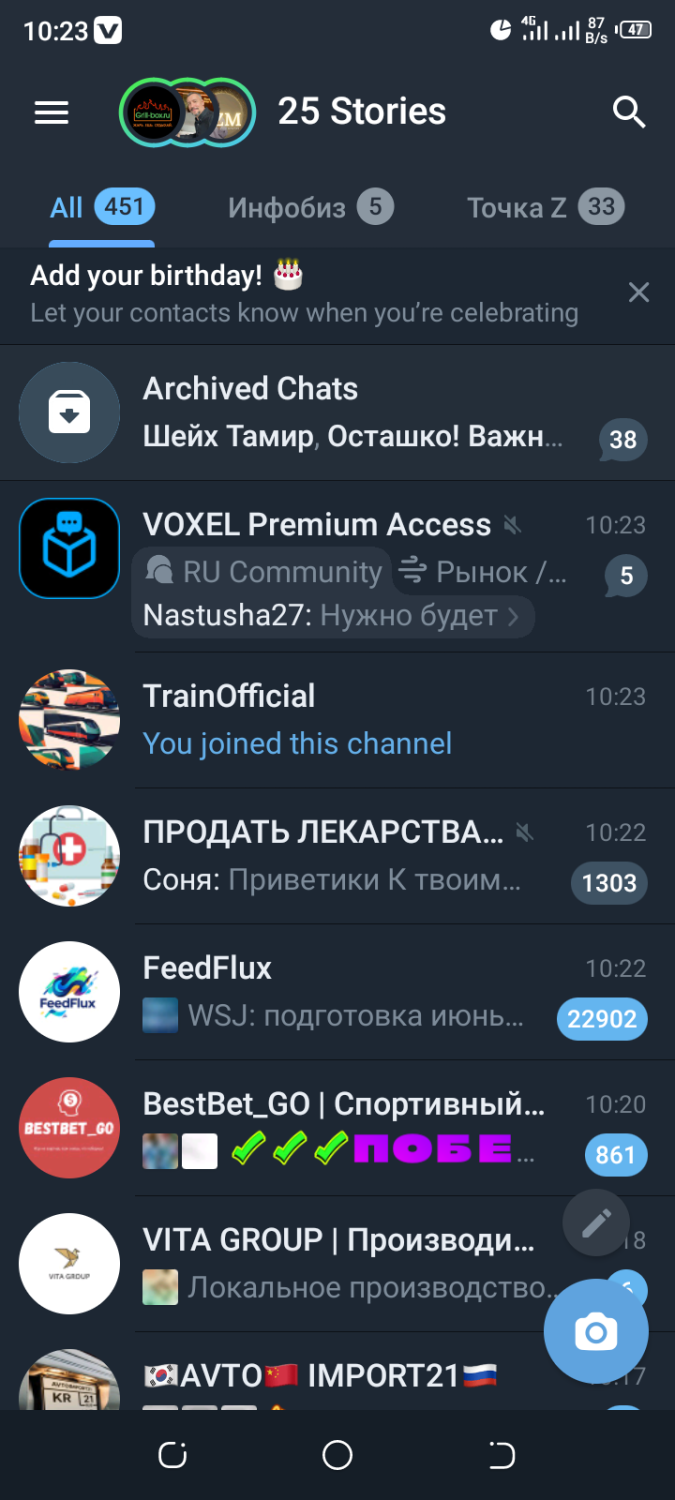 10:23
4G
87 B/s
47
Grill-box.ru
ZM
25 Stories
All 451
Инфобиз 5
Точка Z 33
Add your birthday! 🎂
Let your contacts know when you're celebrating
Archived Chats
Шейх Тамир, Осташко! Важн... 38
VOXEL Premium Access 10:23
RU Community Рынок /... 5
Nastusha27: Нужно будет
TrainOfficial 10:23
You joined this channel
ПРОДАТЬ ЛЕКАРСТВА... 10:22
Соня: Приветики К твоим... 1303
FeedFlux
FeedFlux 10:22
WSJ: подготовка июнь... 22902
BESTBET_GO
BestBet_GO | Спортивный... 10:20
✅✅✅ПОБЕ... 861
VITA GROUP
VITA GROUP | Производи... 18
Локальное производство...
KR 21
🇰🇷AVTO🇨🇳 IMPORT21🇷🇺 17